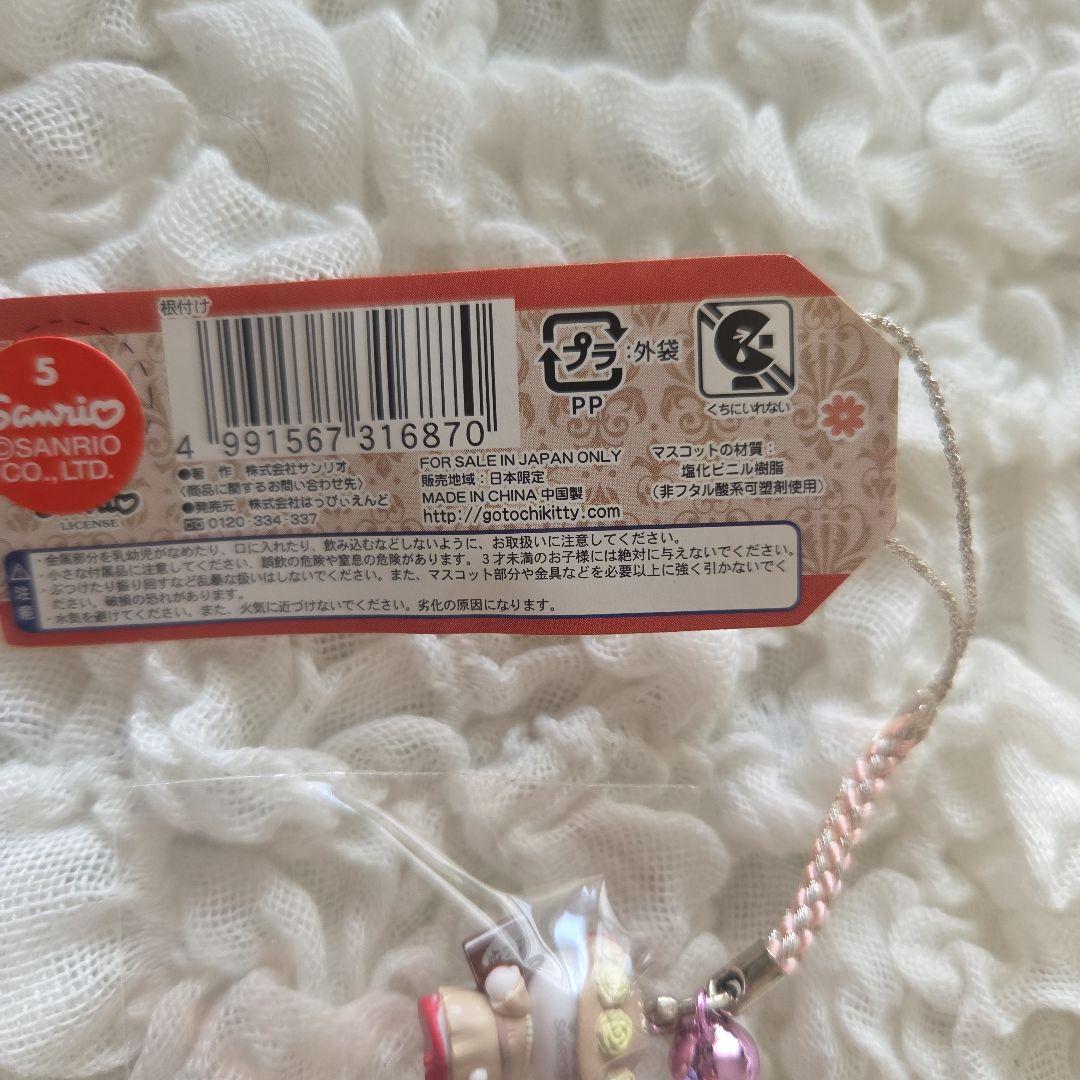 根付け
4 991567 316870
5
Sanrio
©SANRIO
CO., LTD.
LICENSE
●著 作 株式会社サンリオ
〈商品に関するお問い合わせ先〉
●発売元 株式会社はっぴぃえんど
0120-334-337
FOR SALE IN JAPAN ONLY
販売地域：日本限定
MADE IN CHINA 中国製
http://gotochikitty.com
プラ
：外袋
PP
くちにいれない
マスコットの材質：
塩化ビニル樹脂
（非フタル酸系可塑剤使用）
注意
・金属部分を乳幼児がなめたり、口に入れたり、飲み込むなどしないように、お取扱いに注意してください。
・小さな付属品に注意してください、誤飲の危険や窒息の危険があります。3才未満のお子様には絶対に与えないでください。
・ぶつけたり振り回すなど乱暴な扱いはしないでください。また、マスコット部分や金具などを必要以上に強く引かないでく
ださい。破損の恐れがあります。
・水気を避けてください。また、火気に近づけないでください。劣化の原因になります。